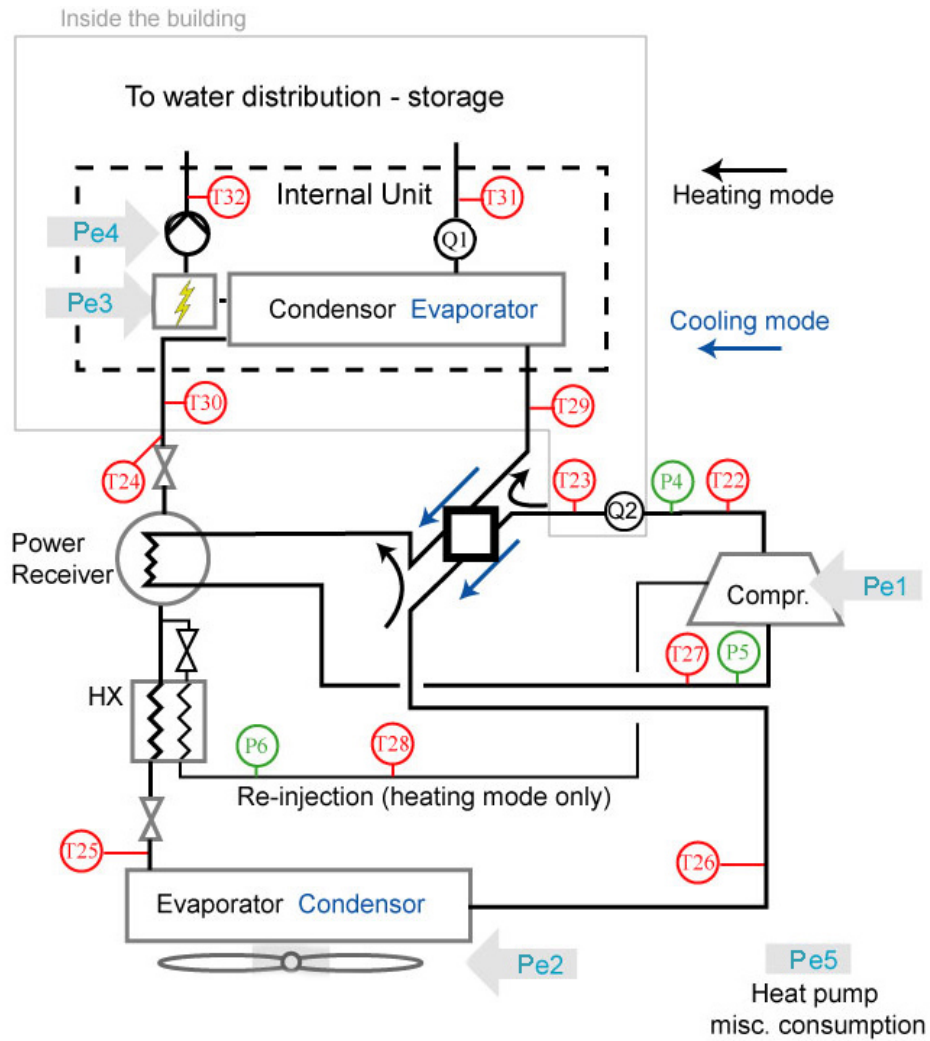 Inside the building
To water distribution - storage
T32
Internal Unit
T31
Heating mode
Pe4
Q1
Pe3
Condensor Evaporator
Cooling mode
T30
T29
T24
T23
P4
T22
Q2
Power
Receiver
Compr.
Pe1
T27
P5
HX
P6
T28
Re-injection (heating mode only)
T25
T26
Evaporator Condensor
Pe2
Pe5
Heat pump
misc. consumption